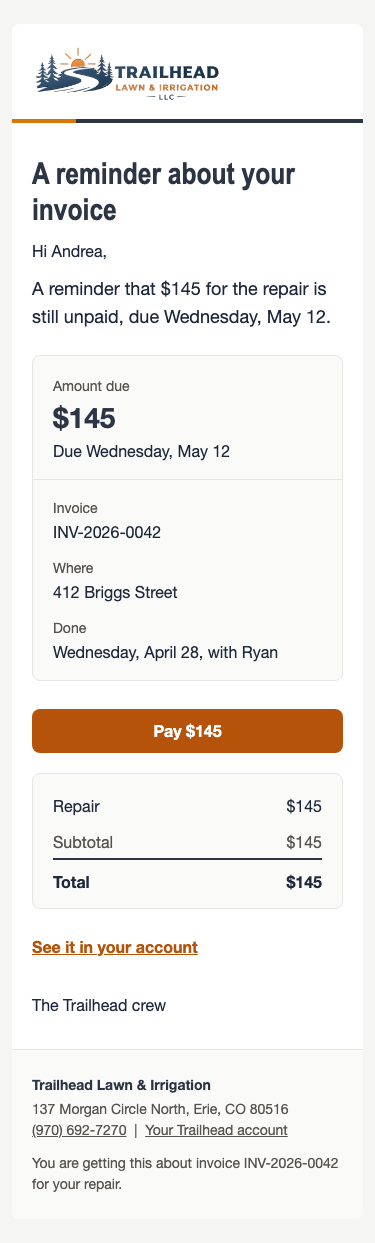 TRAILHEAD
LAWN & IRRIGATION
LLC
A reminder about your
invoice
Hi Andrea,
A reminder that $145 for the repair is
still unpaid, due Wednesday, May 12.
Amount due
$145
Due Wednesday, May 12
Invoice
INV-2026-0042
Where
412 Briggs Street
Done
Wednesday, April 28, with Ryan
Pay $145
Repair $145
Subtotal $145
Total $145
See it in your account
The Trailhead crew
Trailhead Lawn & Irrigation
137 Morgan Circle North, Erie, CO 80516
(970) 692-7270 | Your Trailhead account
You are getting this about invoice INV-2026-0042
for your repair.